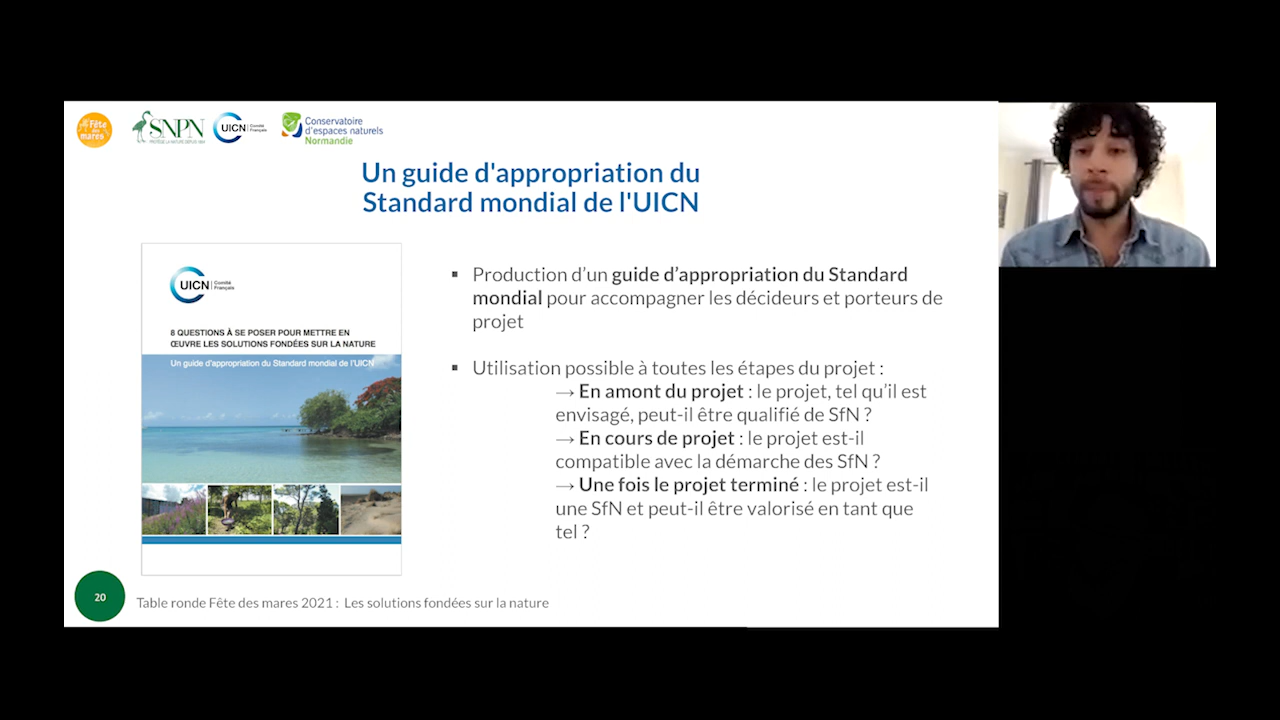 Fête
des
mares
SNPN
PROTÉGE LA NATURE DEPUIS 1854
UICN
Comité
Français
Conservatoire
d'espaces naturels
Normandie
Un guide d'appropriation du
Standard mondial de l'UICN
UICN
Comité
Français
8 QUESTIONS À SE POSER POUR METTRE EN
ŒUVRE LES SOLUTIONS FONDÉES SUR LA NATURE
Un guide d'appropriation du Standard mondial de l'UICN
▪ Production d’un guide d’appropriation du Standard
mondial pour accompagner les décideurs et porteurs de
projet
▪ Utilisation possible à toutes les étapes du projet :
→ En amont du projet : le projet, tel qu’il est
envisagé, peut-il être qualifié de SfN ?
→ En cours de projet : le projet est-il
compatible avec la démarche des SfN ?
→ Une fois le projet terminé : le projet est-il
une SfN et peut-il être valorisé en tant que
tel ?
20
Table ronde Fête des mares 2021 : Les solutions fondées sur la nature